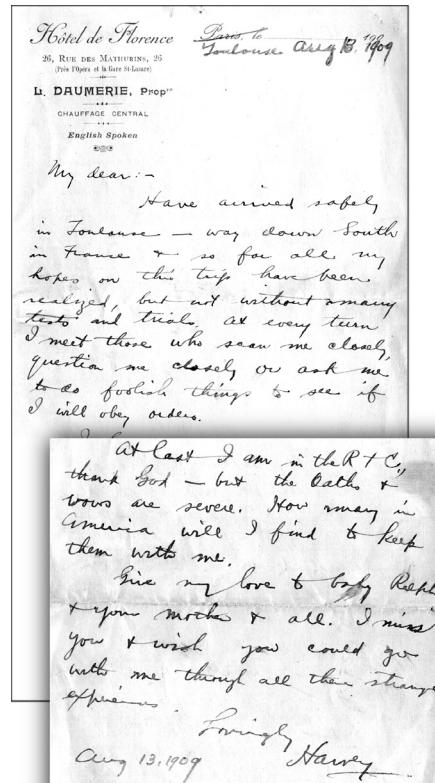 Hôtel de Florence
26, RUE DES MATHURINS, 26
(Près l'Opéra et la Gare St-Lazare)
L. DAUMERIE, Propre
CHAUFFAGE CENTRAL
English Spoken
Paris, le 190
Toulouse Aug 13. 1909
My dear:-
Have arrived safely
in Toulouse — way down South
in France & so far all my
hopes on this trip have been
realized, but not without many
tests and trials. At every turn
I meet those who scan me closely,
question me closely or ask me
to do foolish things to see if
I will obey orders.
At last I am in the R + C.,
thank God — but the Oaths &
vows are severe. How many in
America will I find to keep
them with me.
Give my love to baby Ralph
& your mother & all. I miss
you & wish you could go
with me through all these strange
experiences.
Lovingly
Harvey
Aug 13, 1909